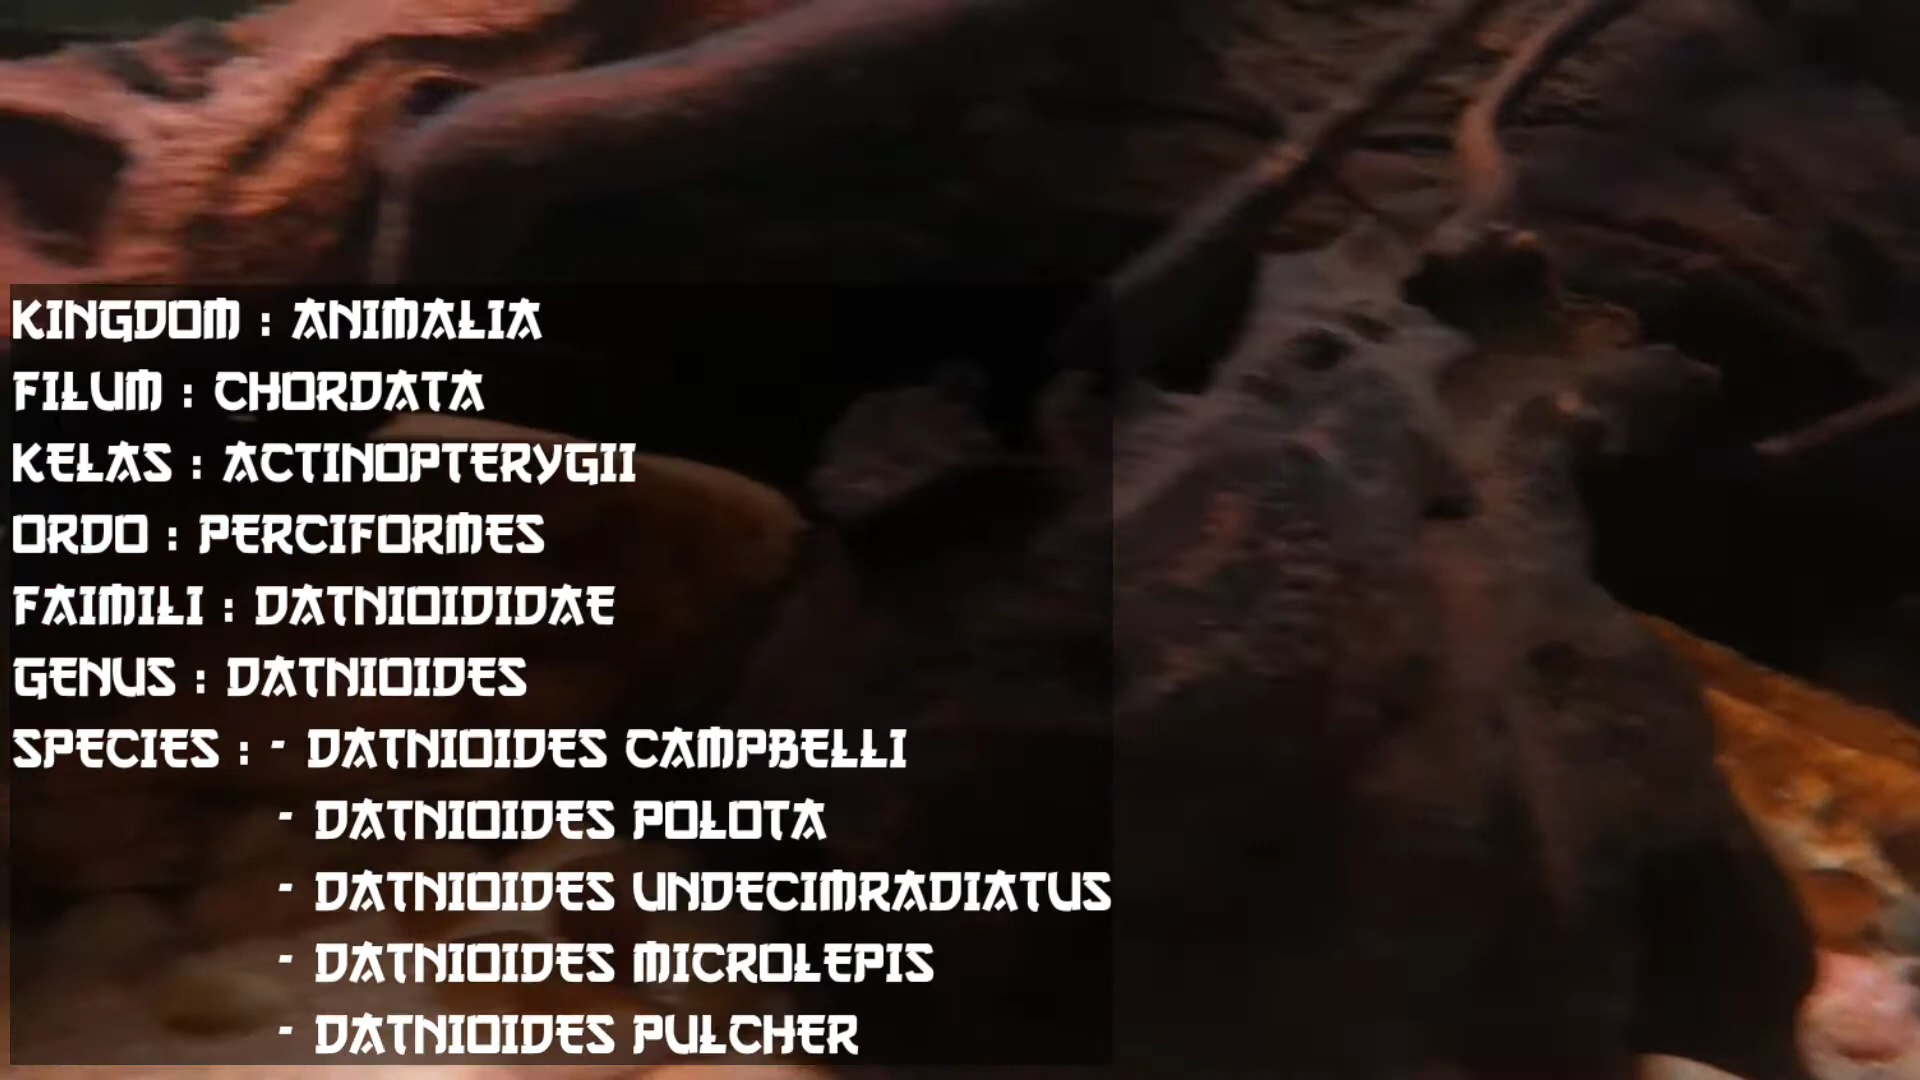 KINGDOM : ANIMALIA
FILUM : CHORDATA
KELAS : ACTINOPTERYGII
ORDO : PERCIFORMES
FAIMILI : DATNIOIDIDAE
GENUS : DATNIOIDES
SPECIES : - DATNIOIDES CAMPBELLI
- DATNIOIDES POLOTA
- DATNIOIDES UNDECIMRADIATUS
- DATNIOIDES MICROLEPIS
- DATNIOIDES PULCHER